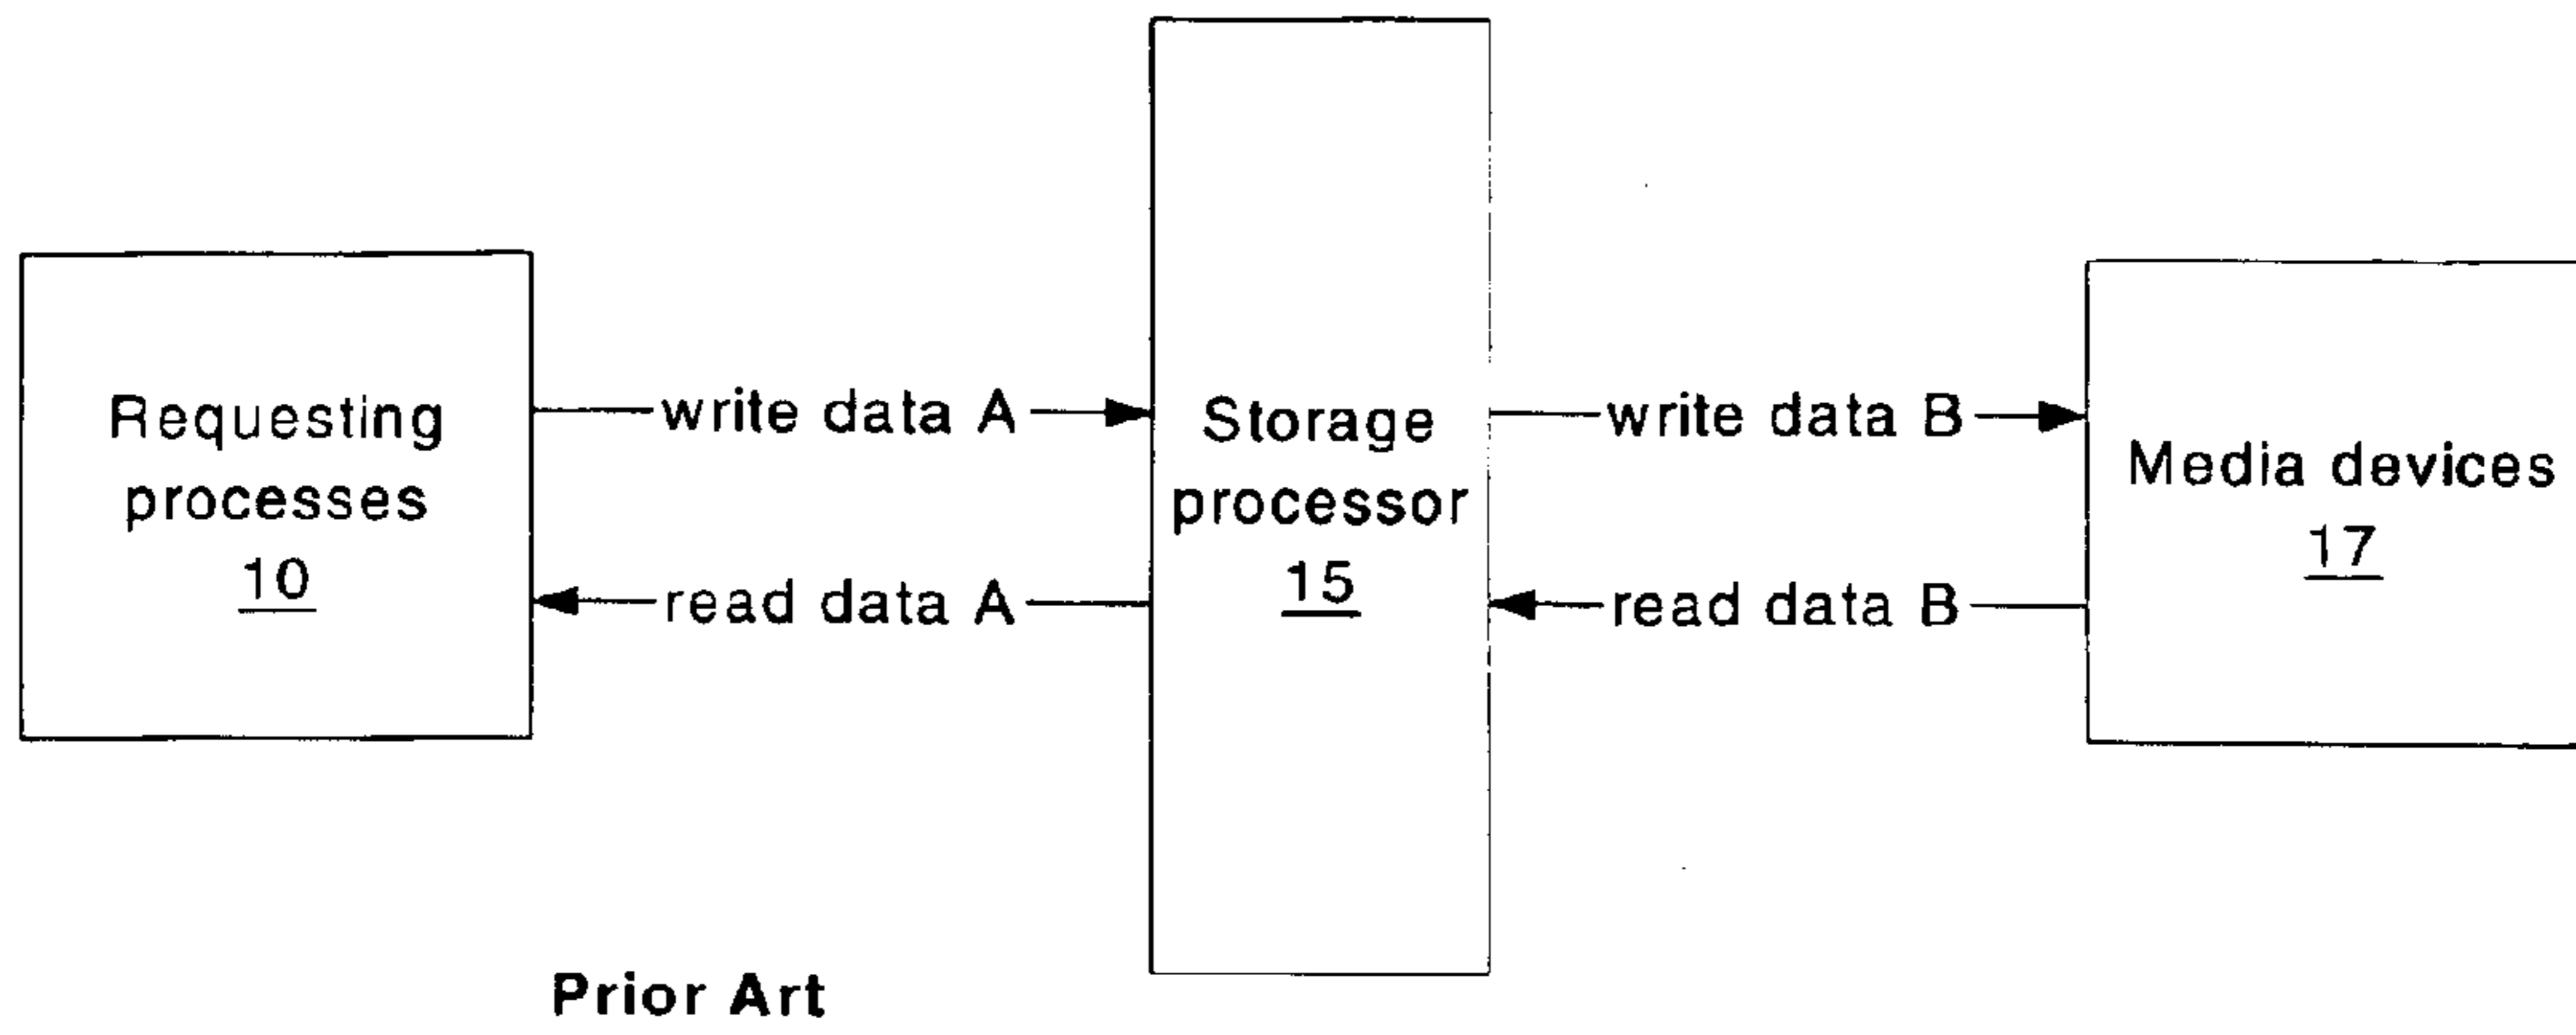 Requesting
processes
10
write data A
read data A
Storage
processor
15
write data B
read data B
Media devices
17
Prior Art